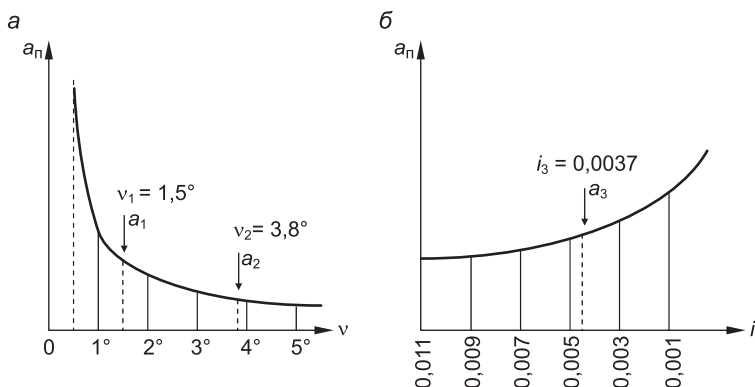 а
б
aп
aп
i₃ = 0,0037
ν₁ = 1,5°
a₃
a₁
ν₂ = 3,8°
a₂
0 1° 2° 3° 4° 5° ν
i
0,011 0,009 0,007 0,005 0,003 0,001